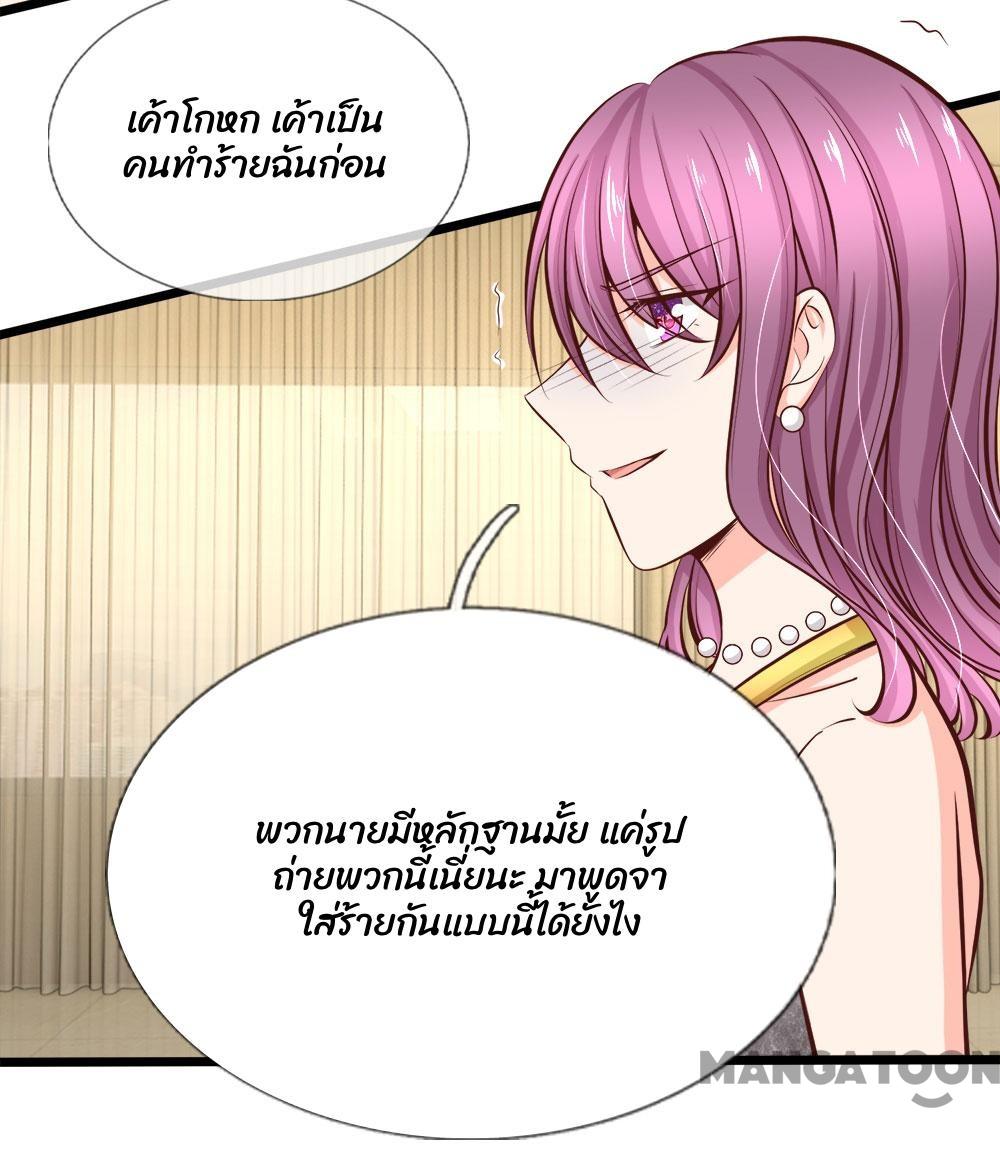 เค้าโกหก เค้าเป็น
คนทำร้ายฉันก่อน
พวกนายมีหลักฐานมั้ย แค่รูป
ถ่ายพวกนี้เนี่ยนะ มาพูดจา
ใส่ร้ายกันแบบนี้ได้ยังไง
MANGATOON